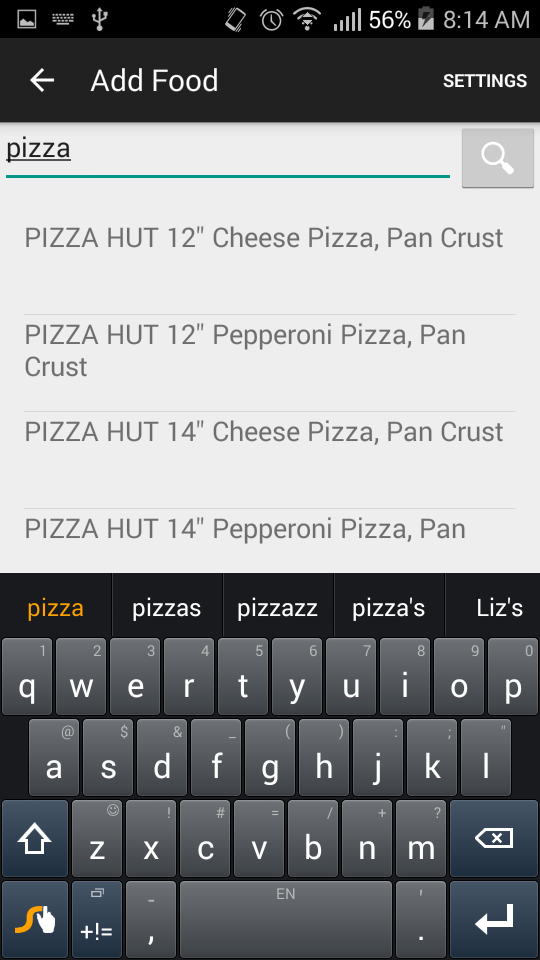 56% 8:14 AM
Add Food SETTINGS
pizza
PIZZA HUT 12" Cheese Pizza, Pan Crust
PIZZA HUT 12" Pepperoni Pizza, Pan
Crust
PIZZA HUT 14" Cheese Pizza, Pan Crust
PIZZA HUT 14" Pepperoni Pizza, Pan
pizza pizzas pizzazz pizza's Liz's
1 2 3 4 5 6 7 8 9 0
q w e r t y u i o p
@ $ & _ ( ) : ; "
a s d f g h j k l
! # = / + ?
z x c v b n m
- EN '
+!= , .